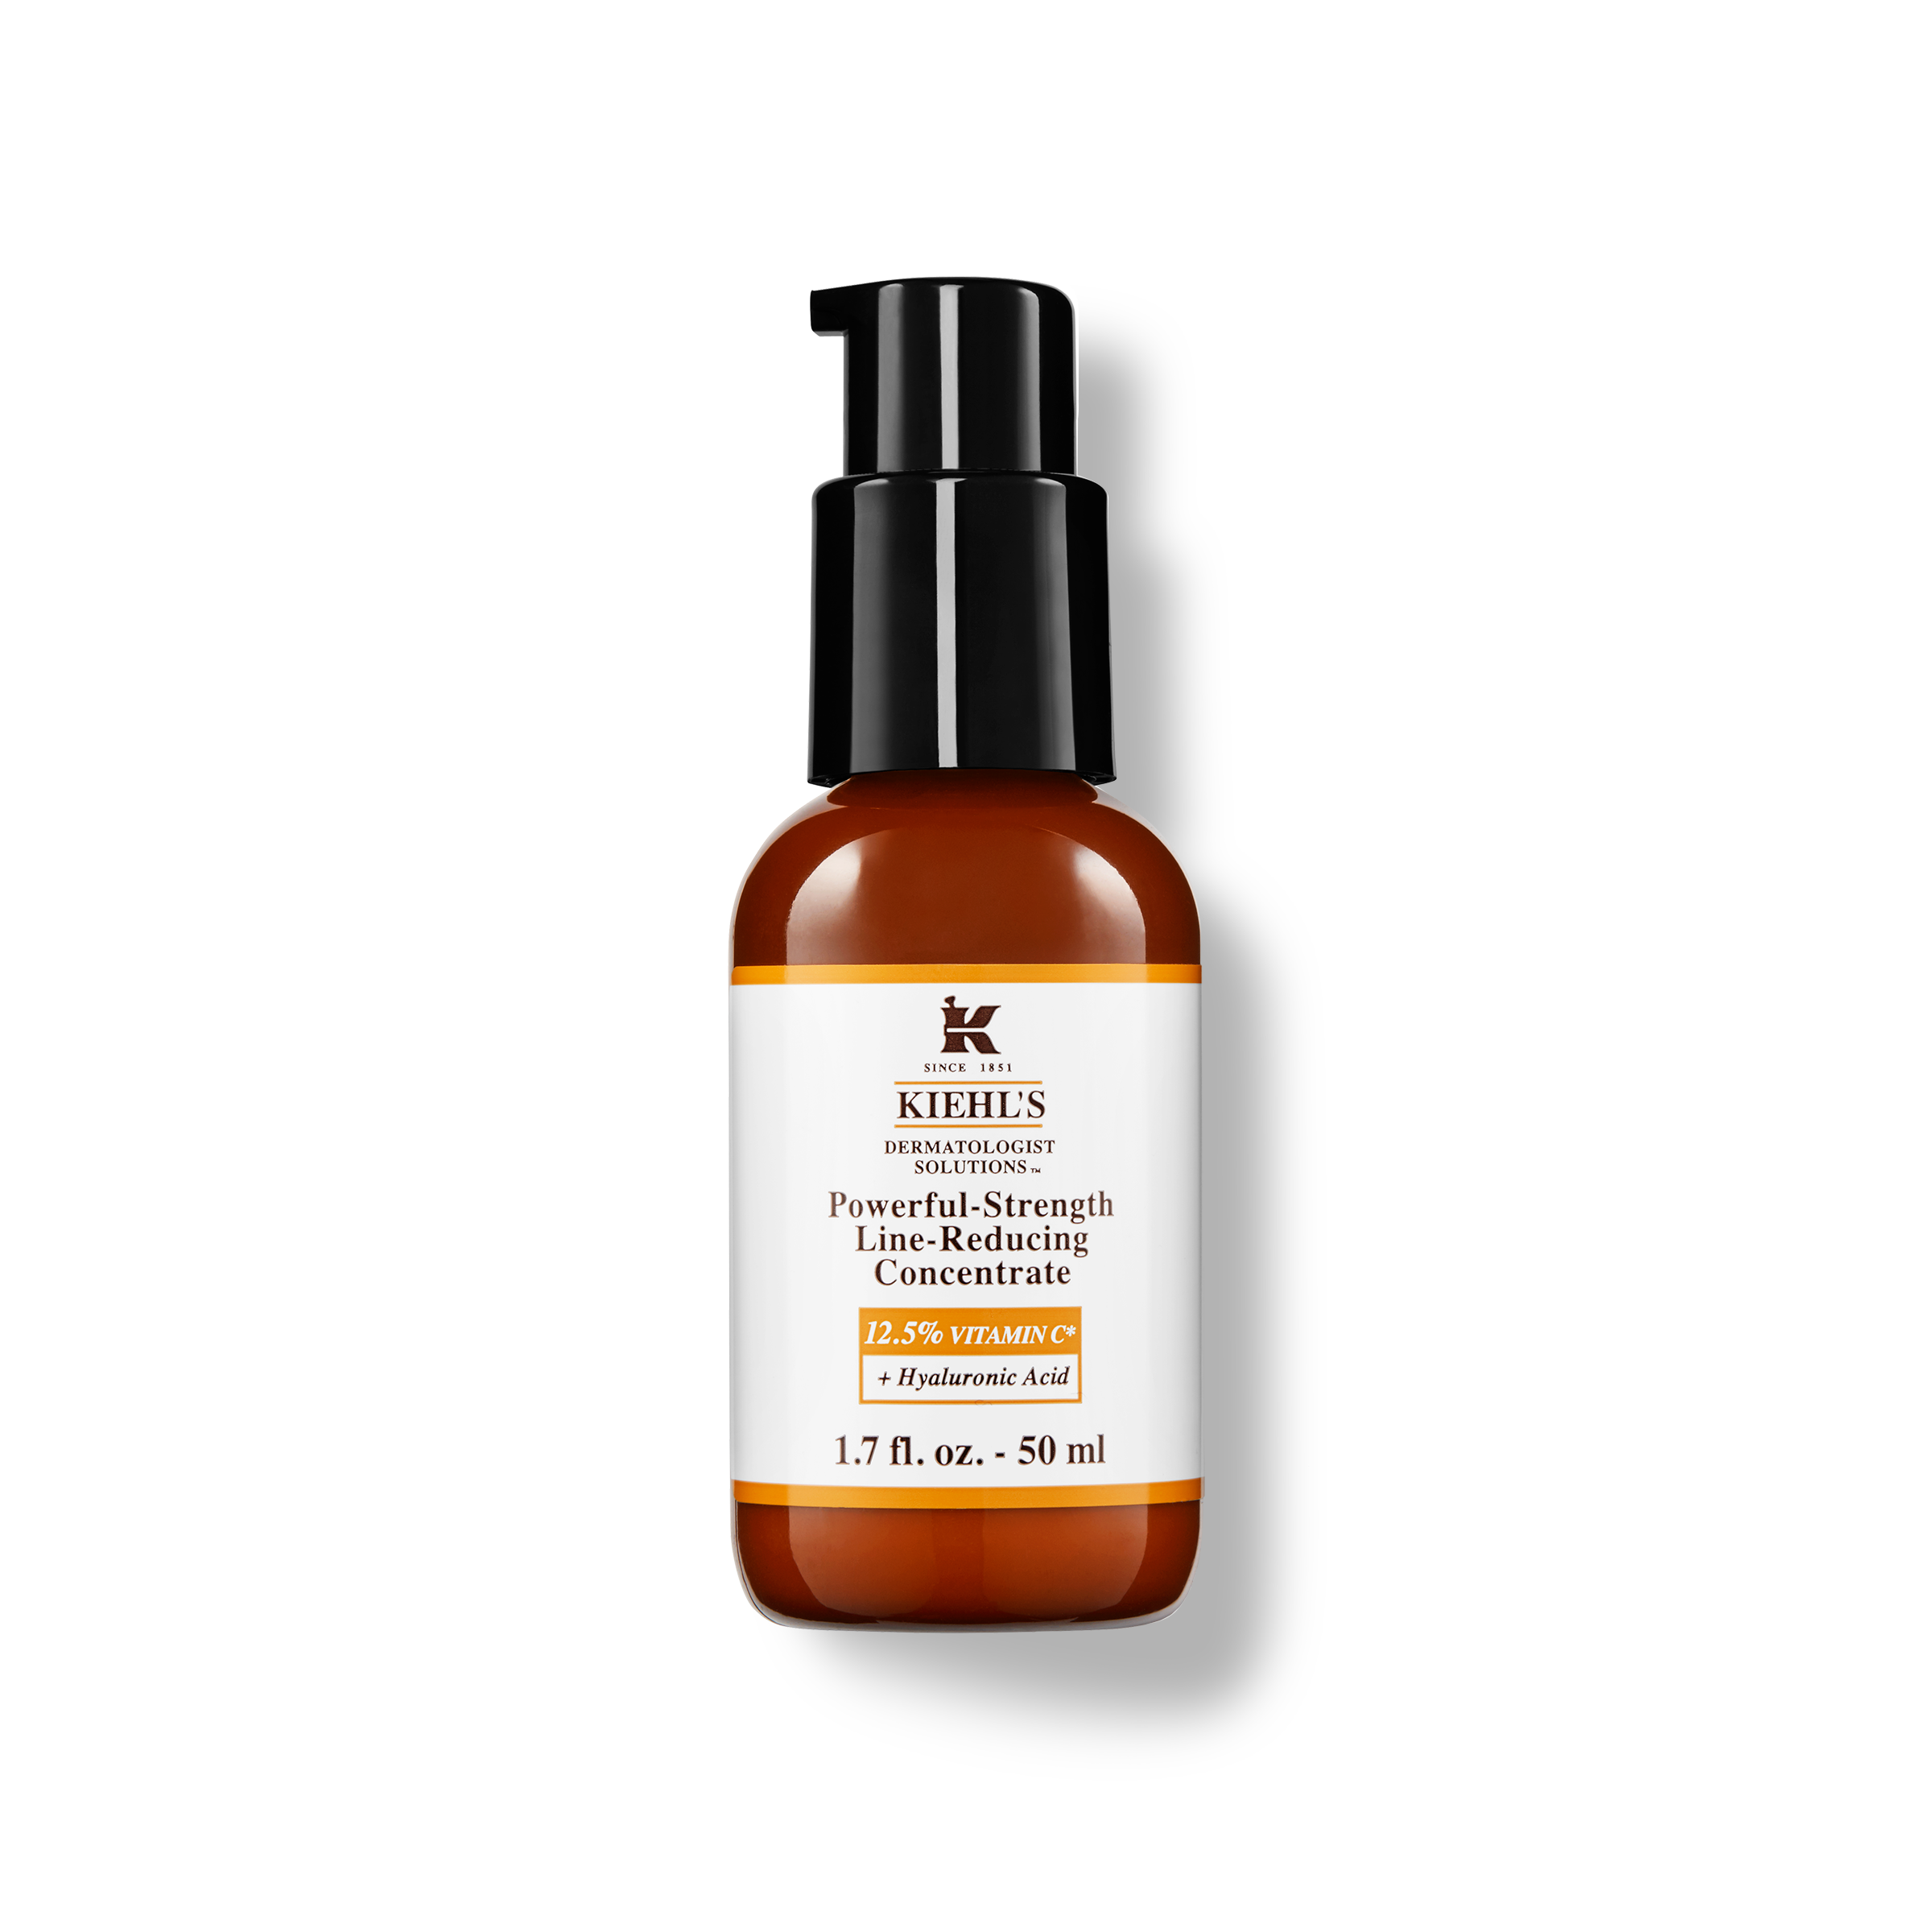 K
SINCE 1851
KIEHL'S
DERMATOLOGIST
SOLUTIONS™
Powerful-Strength
Line-Reducing
Concentrate
12.5% VITAMIN C*
+ Hyaluronic Acid
1.7 fl. oz. - 50 ml